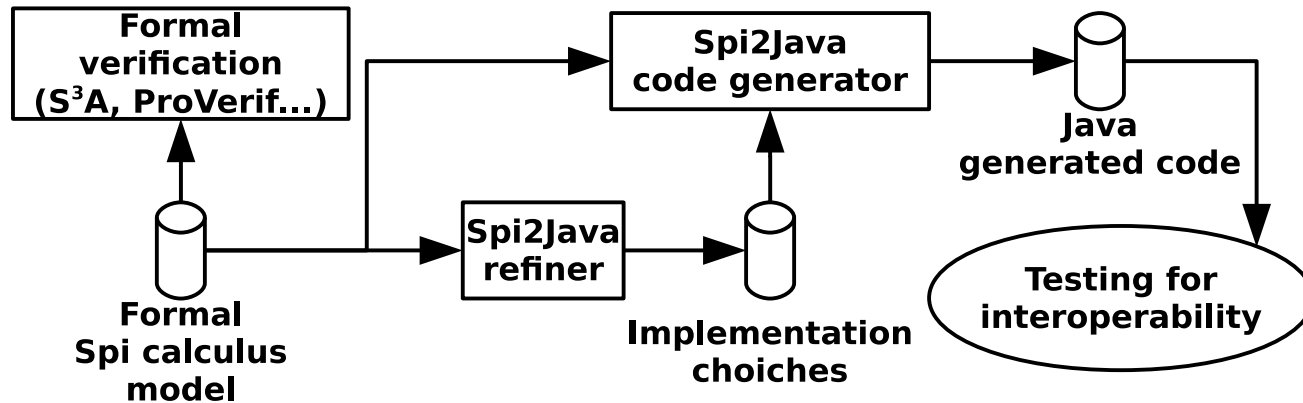 Formal
verification
(S³A, ProVerif...)
Spi2Java
code generator
Java
generated code
Spi2Java
refiner
Formal
Spi calculus
model
Implementation
choiches
Testing for
interoperability